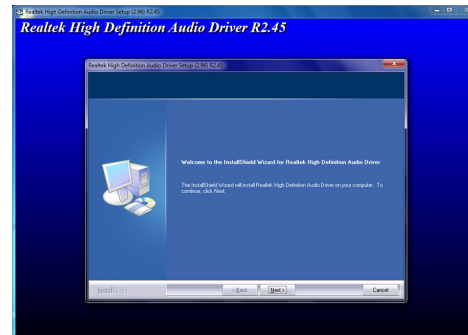 Realtek High Definition Audio Driver Setup (2.96) R2.45
Realtek High Definition Audio Driver R2.45
Realtek High Definition Audio Driver Setup (2.96) R2.45
Welcome to the InstallShield Wizard for Realtek High Definition Audio Driver
The InstallShield Wizard will install Realtek High Definition Audio Driver on your computer. To
continue, click Next.
InstallShield
< Back
Next >
Cancel